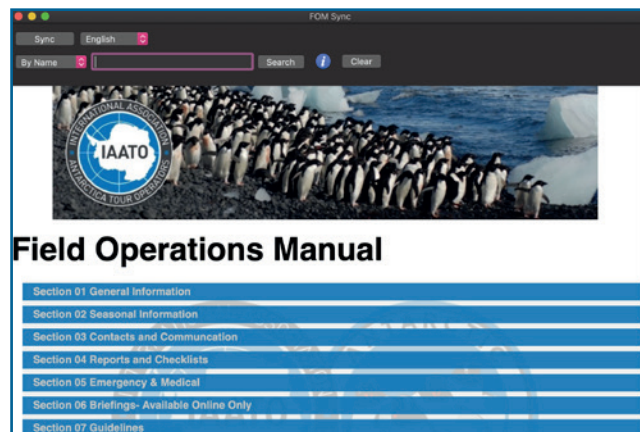 FOM Sync
Sync English
By Name Search i Clear
INTERNATIONAL ASSOCIATION
IAATO
ANTARCTICA TOUR OPERATORS
Field Operations Manual
Section 01 General Information
Section 02 Seasonal Information
Section 03 Contacts and Communcation
Section 04 Reports and Checklists
Section 05 Emergency & Medical
Section 06 Briefings- Available Online Only
Section 07 Guidelines